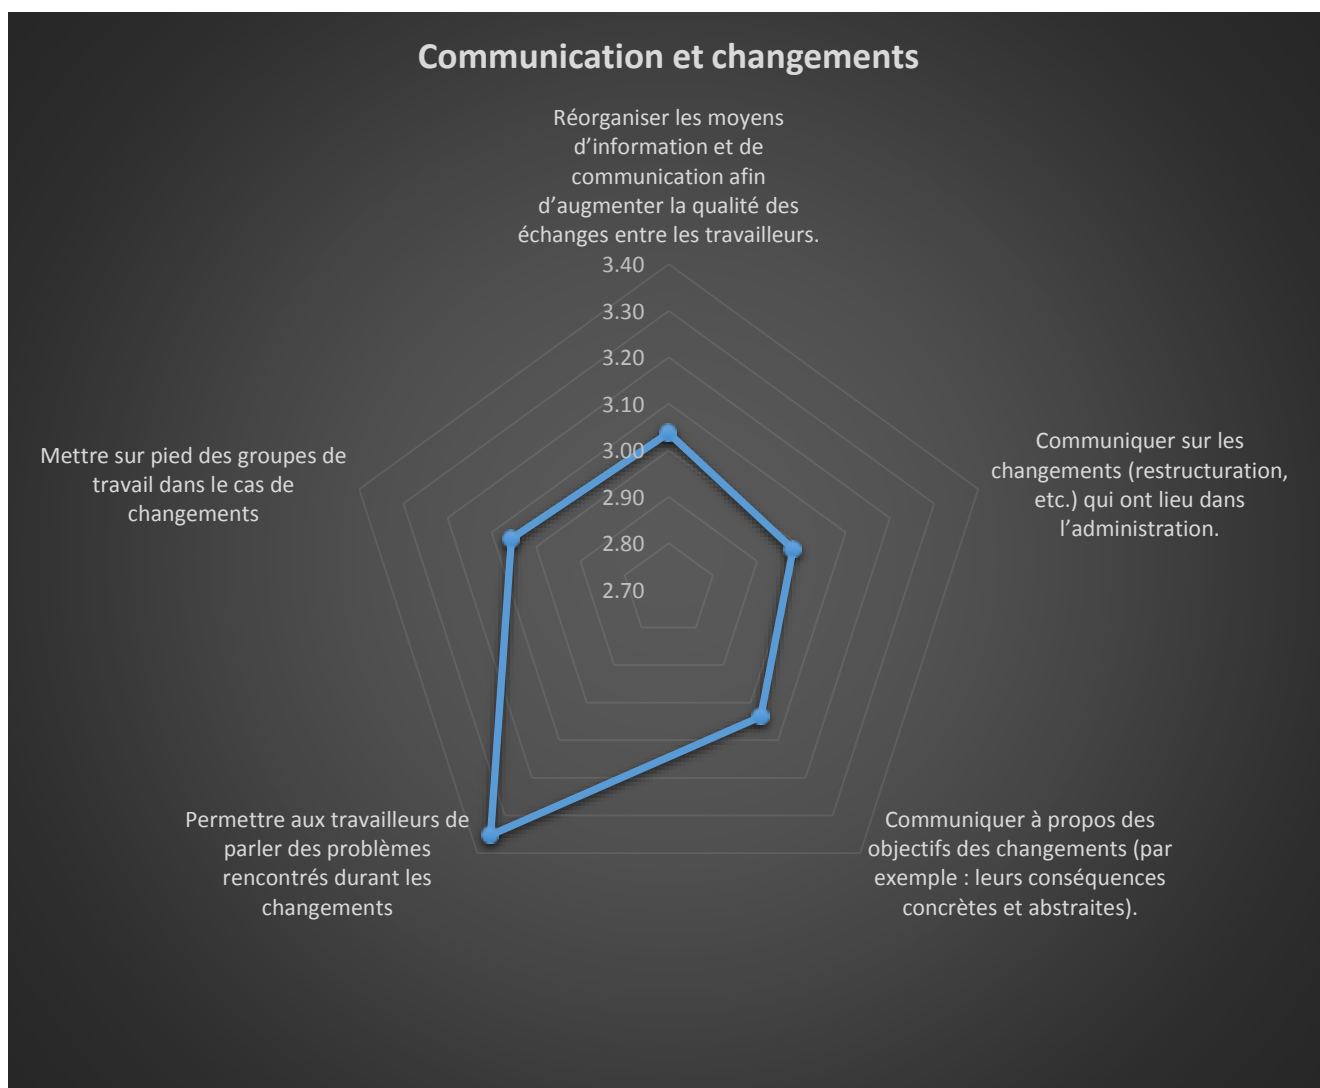 Communication et changements
Réorganiser les moyens
d’information et de
communication afin
d’augmenter la qualité des
échanges entre les travailleurs.
3.40
3.30
3.20
3.10
3.00
2.90
2.80
2.70
Communiquer sur les
changements (restructuration,
etc.) qui ont lieu dans
l’administration.
Communiquer à propos des
objectifs des changements (par
exemple : leurs conséquences
concrètes et abstraites).
Permettre aux travailleurs de
parler des problèmes
rencontrés durant les
changements
Mettre sur pied des groupes de
travail dans le cas de
changements